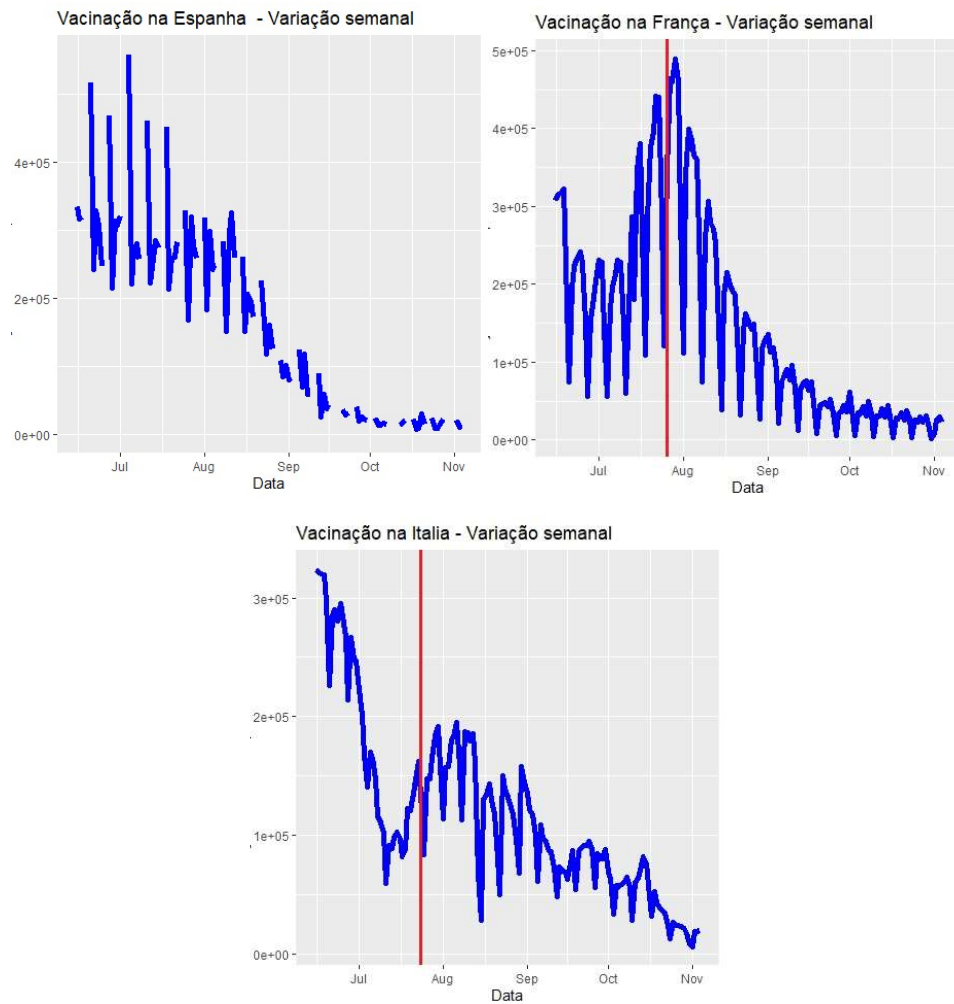 Vacinação na Espanha  - Variação semanal
4e+05
2e+05
0e+00
Jul
Aug
Sep
Oct
Nov
Data
Vacinação na França - Variação semanal
5e+05
4e+05
3e+05
2e+05
1e+05
0e+00
Jul
Aug
Sep
Oct
Nov
Data
Vacinação na Italia - Variação semanal
3e+05
2e+05
1e+05
0e+00
Jul
Aug
Sep
Oct
Nov
Data